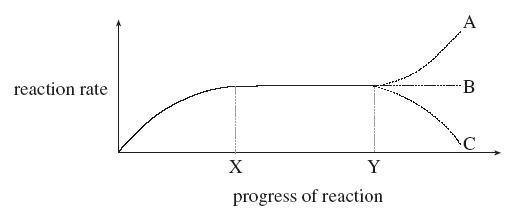 A
reaction rate
B
C
X
Y
progress of reaction